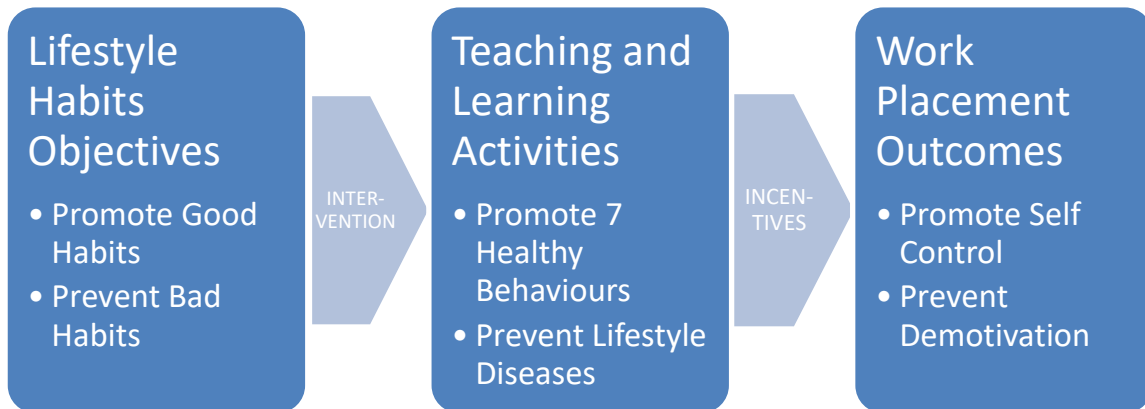 Lifestyle
Habits
Objectives
• Promote Good
Habits
• Prevent Bad
Habits
INTER-
VENTION
Teaching and
Learning
Activities
• Promote 7
Healthy
Behaviours
• Prevent Lifestyle
Diseases
INCEN-
TIVES
Work
Placement
Outcomes
• Promote Self
Control
• Prevent
Demotivation